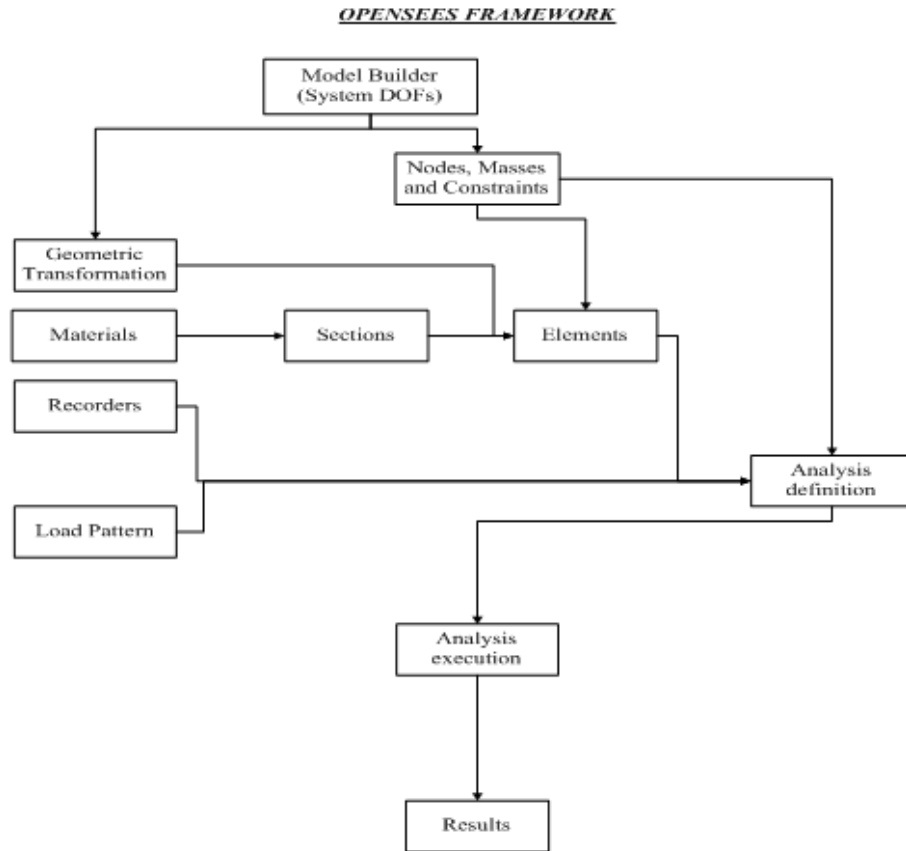 OPENSEES FRAMEWORK
Model Builder
(System DOFs)
Nodes, Masses
and Constraints
Geometric
Transformation
Materials
Sections
Elements
Recorders
Analysis
definition
Load Pattern
Analysis
execution
Results